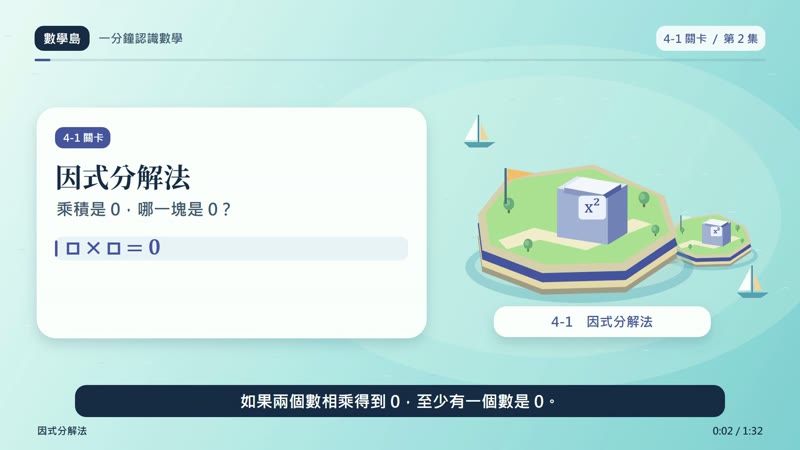 數學島 一分鐘認識數學
4-1 關卡 / 第 2 集
4-1 關卡
因式分解法
乘積是 0，哪一塊是 0？
□ × □ = 0
x²
x²
4-1 因式分解法
如果兩個數相乘得到 0，至少有一個數是 0。
因式分解法
0:02 / 1:32